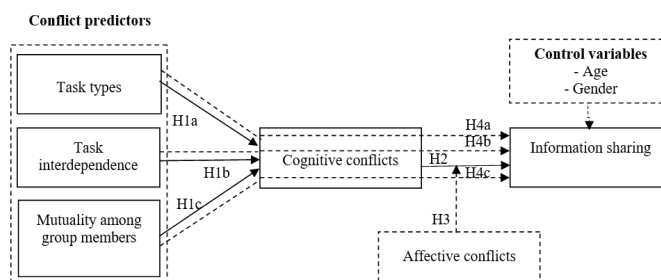 Conflict predictors
Task types
Task
interdependence
Mutuality among
group members
H1a
H1b
H1c
Cognitive conflicts
H4a
H4b
H2
H4c
H3
Affective conflicts
Control variables
- Age
- Gender
Information sharing